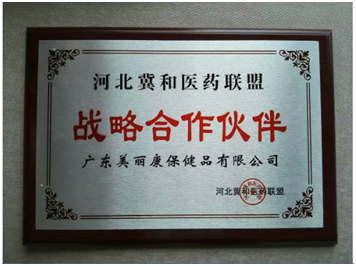 河北冀和医药联盟
战略合作伙伴
广东美丽康保健品有限公司
河北冀和医药联盟